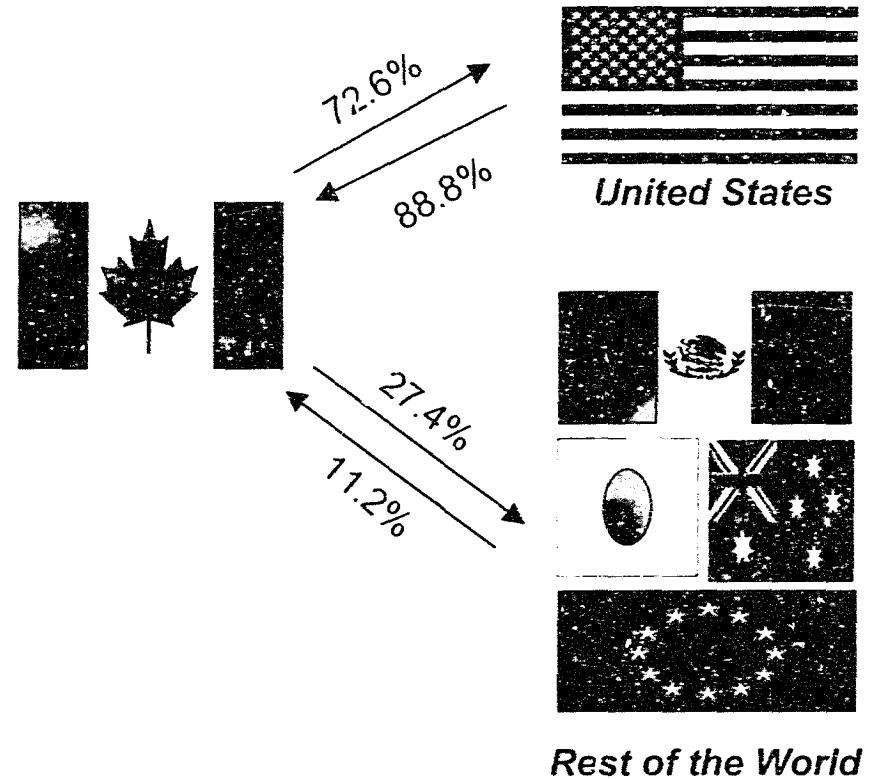 72.6%
88.8%
United States
27.4%
11.2%
Rest of the World